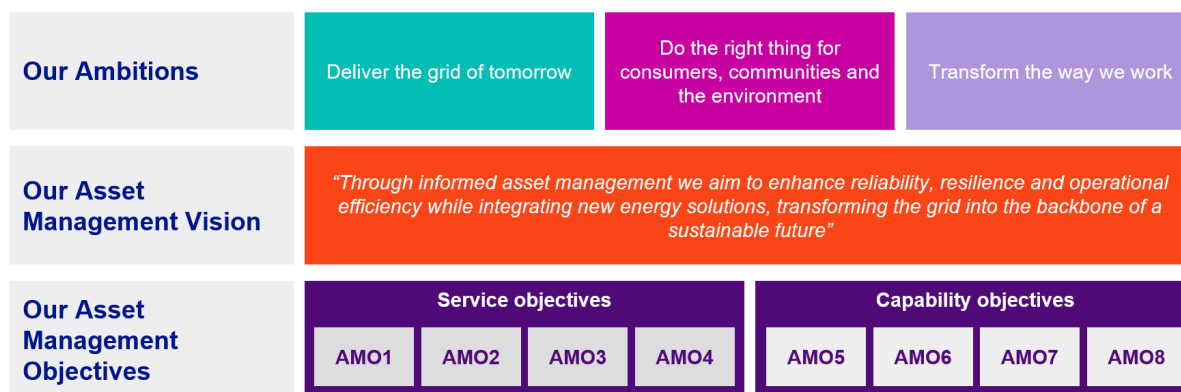 Our Ambitions
Deliver the grid of tomorrow
Do the right thing for
consumers, communities and
the environment
Transform the way we work
Our Asset
Management Vision
“Through informed asset management we aim to enhance reliability, resilience and operational
efficiency while integrating new energy solutions, transforming the grid into the backbone of a
sustainable future”
Our Asset
Management
Objectives
Service objectives
AMO1
AMO2
AMO3
AMO4
Capability objectives
AMO5
AMO6
AMO7
AMO8